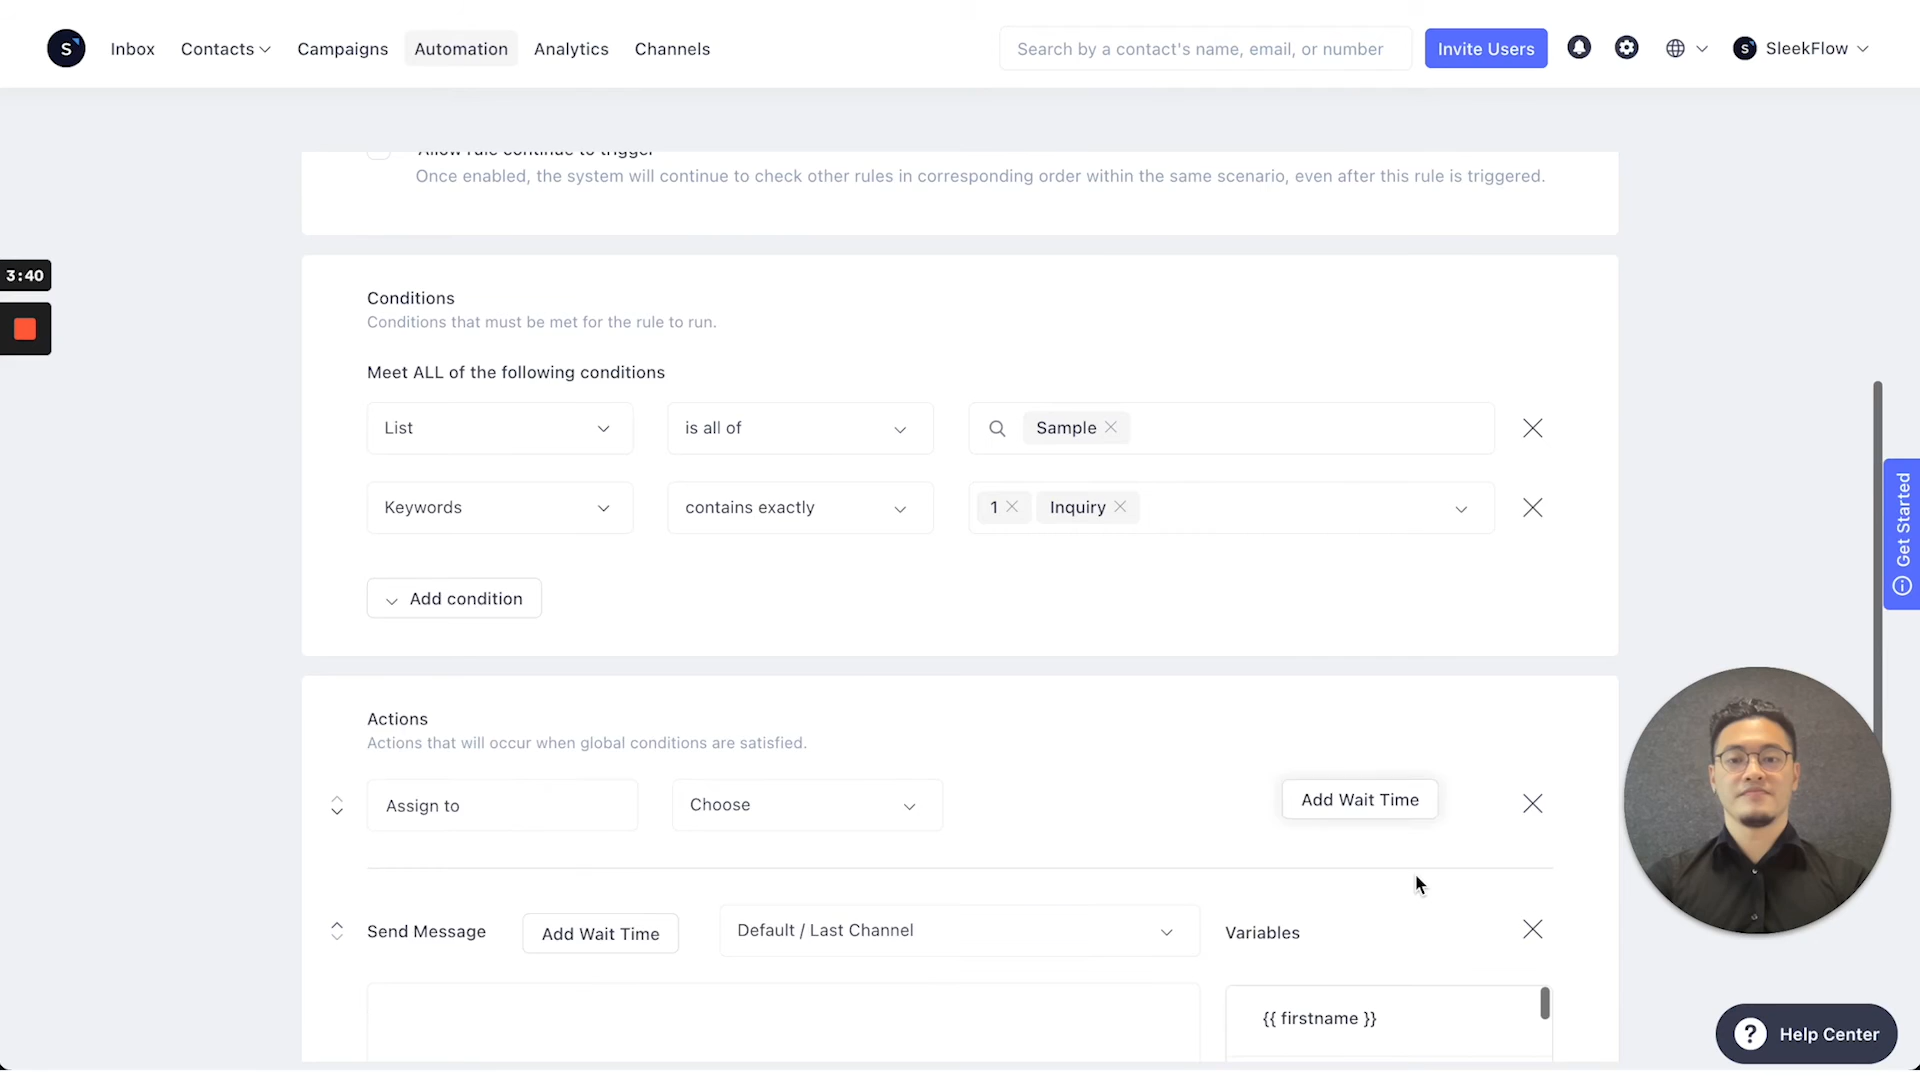 S Inbox Contacts Campaigns Automation Analytics Channels Search by a contact's name, email, or number Invite Users S SleekFlow
Allow rule continue to trigger
Once enabled, the system will continue to check other rules in corresponding order within the same scenario, even after this rule is triggered.
3:40
Conditions
Conditions that must be met for the rule to run.
Meet ALL of the following conditions
List is all of Sample
Keywords contains exactly 1 Inquiry
Add condition
Get Started
Actions
Actions that will occur when global conditions are satisfied.
Assign to Choose Add Wait Time
Send Message Add Wait Time Default / Last Channel Variables
{{ firstname }}
? Help Center